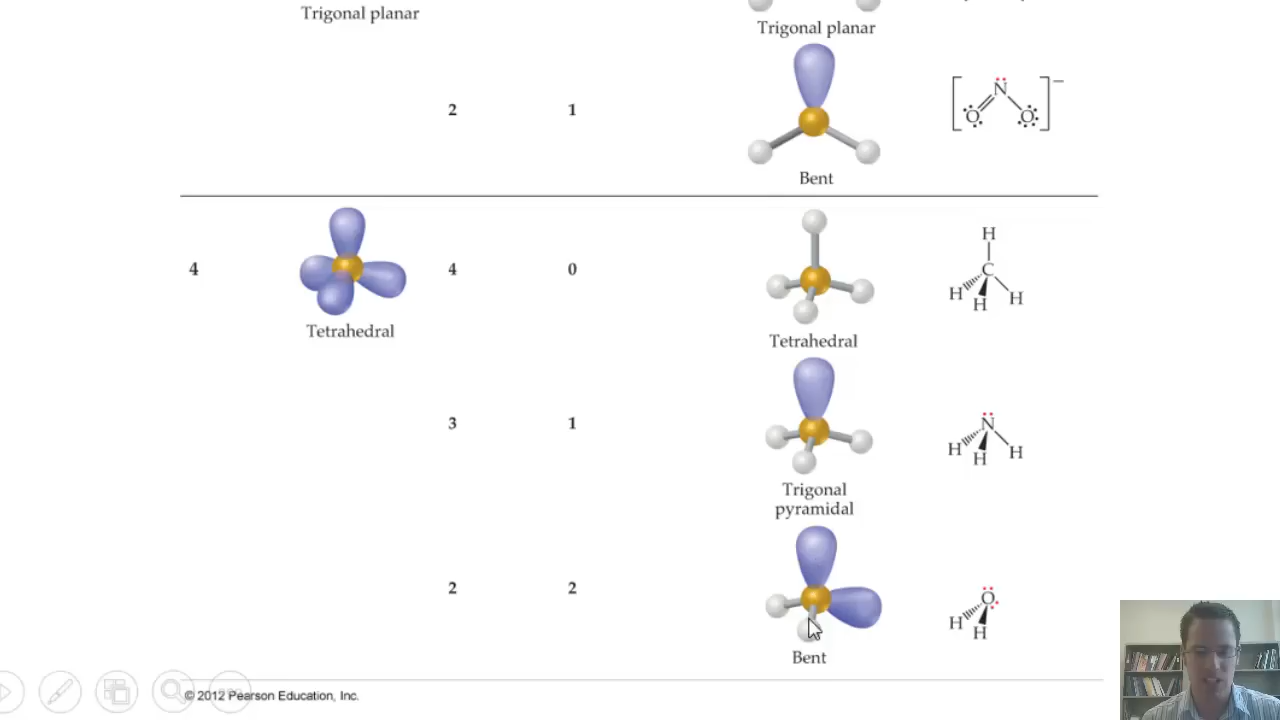 Trigonal planar
Trigonal planar
2 1
N
O O
−
Bent
4 4 0
H
C
H H H
Tetrahedral
Tetrahedral
3 1
N
H H H
Trigonal
pyramidal
2 2
O
H H
Bent
© 2012 Pearson Education, Inc.